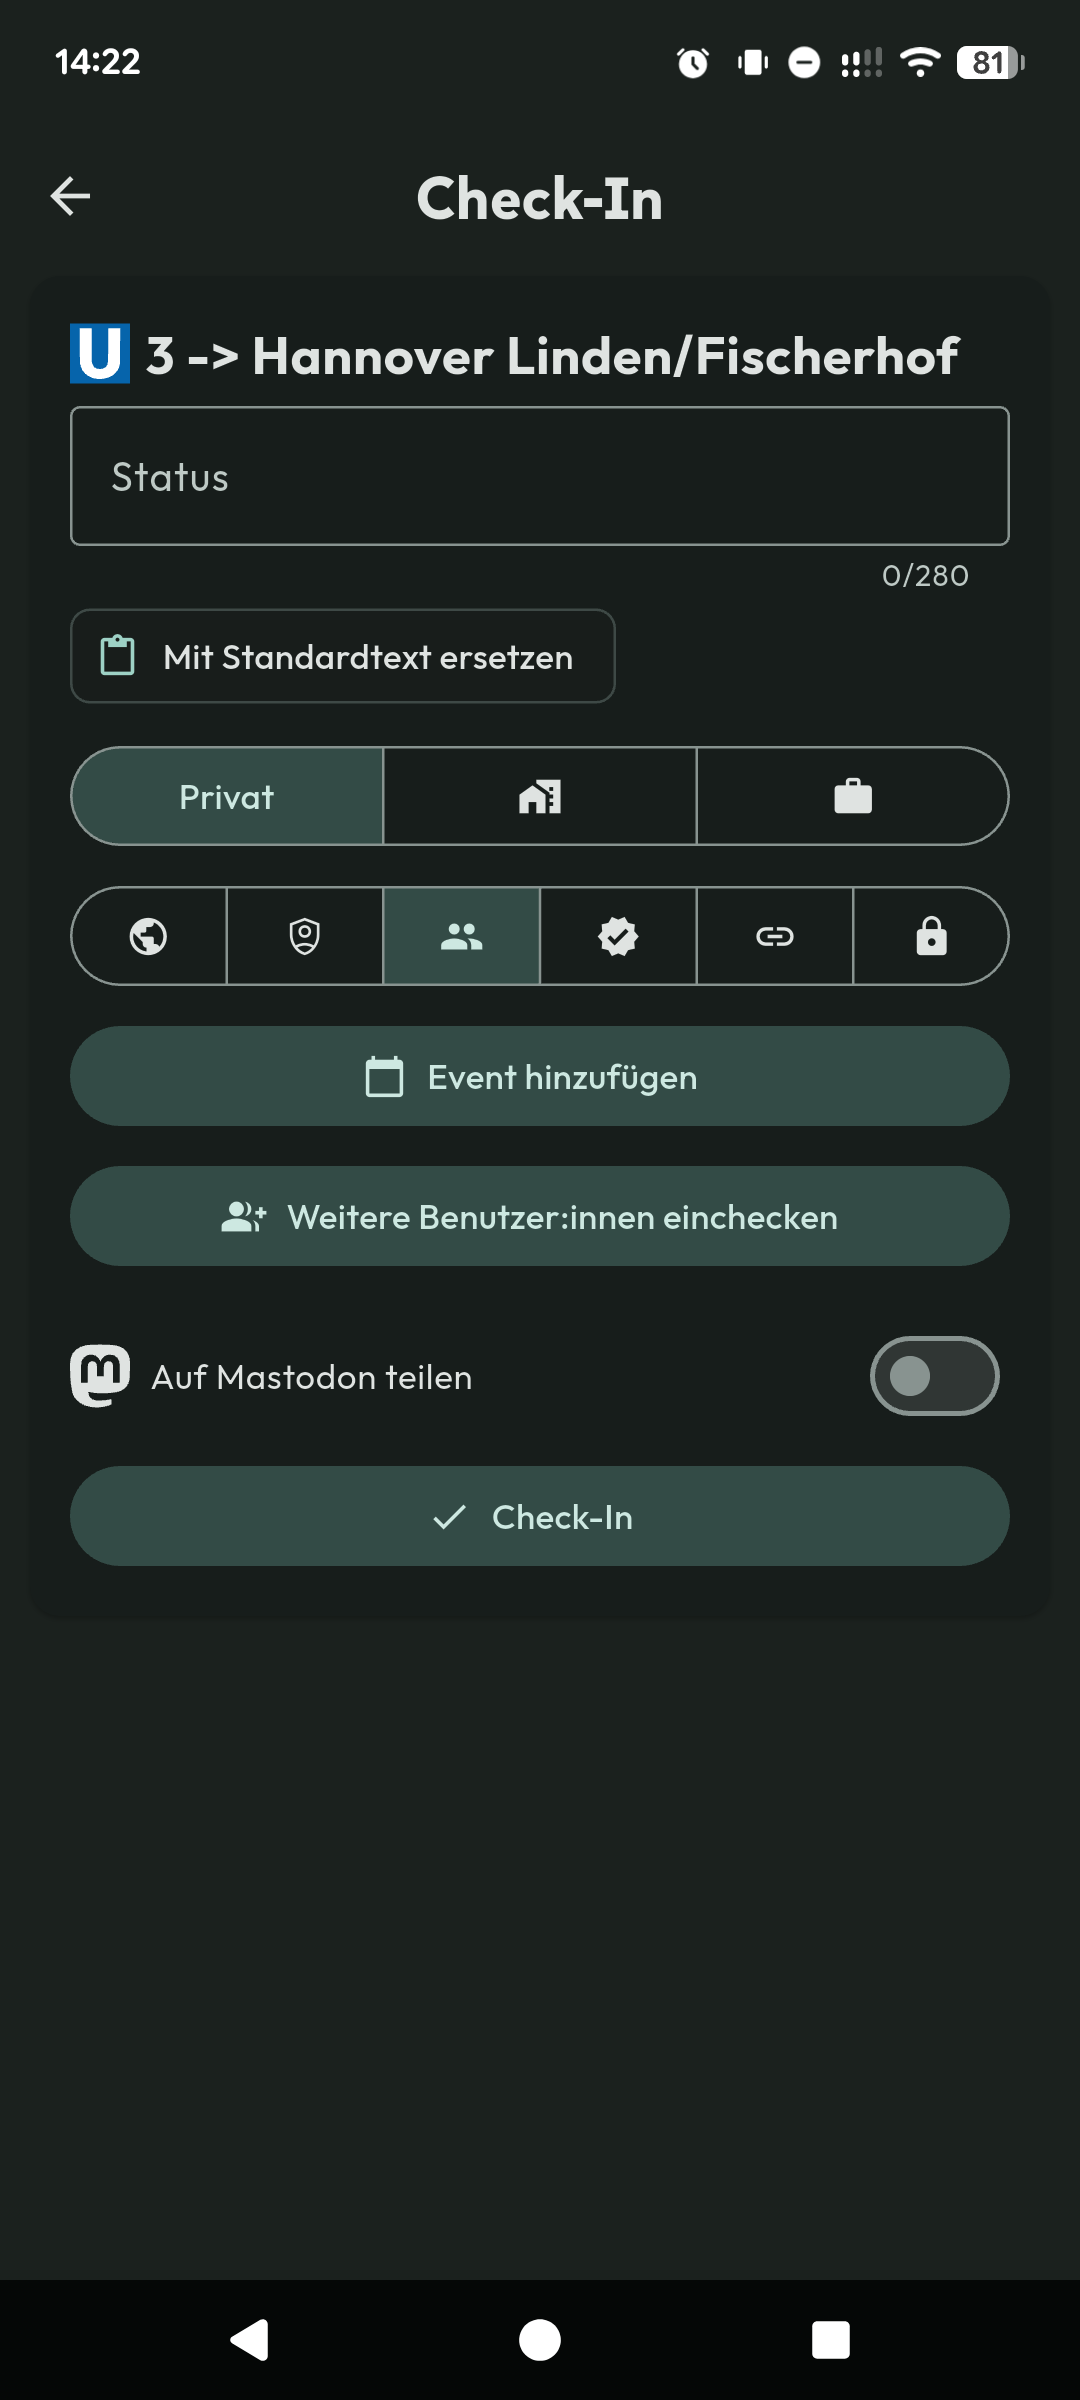 14:22
81
Check-In
U 3 -> Hannover Linden/Fischerhof
Status
0/280
Mit Standardtext ersetzen
Privat
Event hinzufügen
Weitere Benutzer:innen einchecken
Auf Mastodon teilen
Check-In